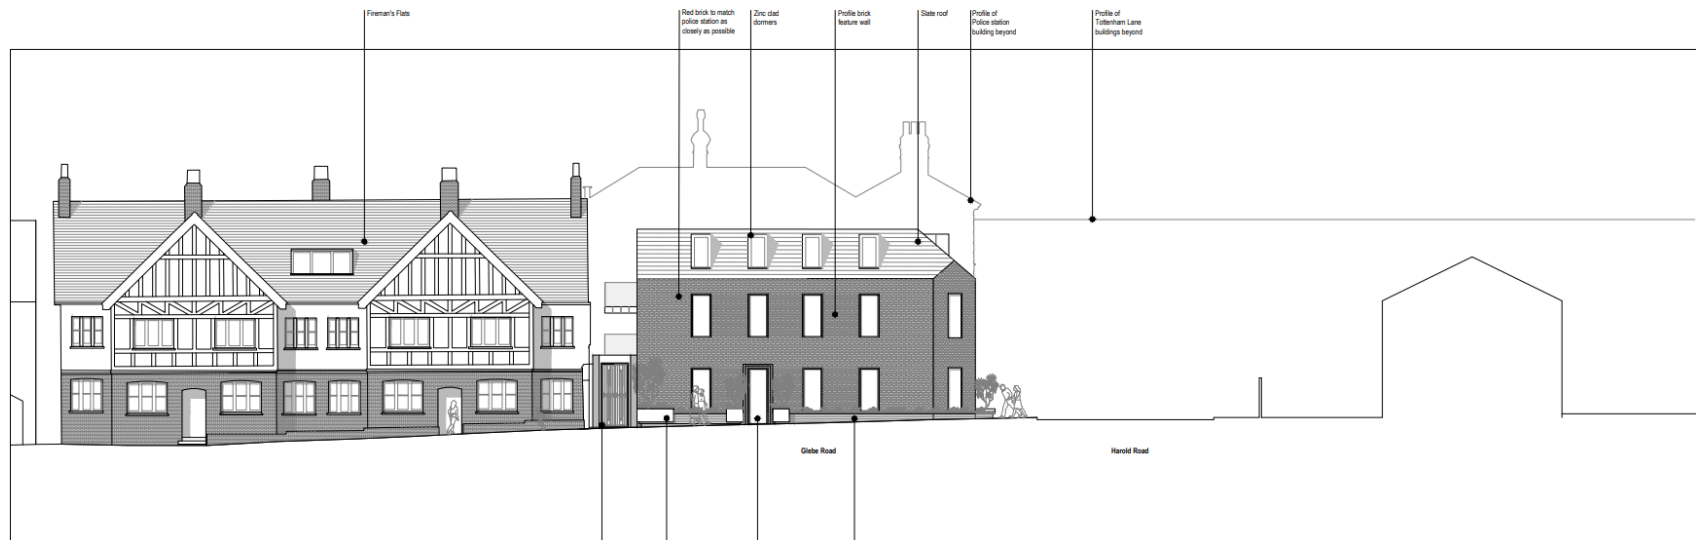 Fireman's Flats
Red brick to match
police station as
closely as possible
Zinc clad
dormers
Profile brick
feature wall
Slate roof
Profile of
Police station
building beyond
Profile of
Tottenham Lane
buildings beyond
Glebe Road
Harold Road